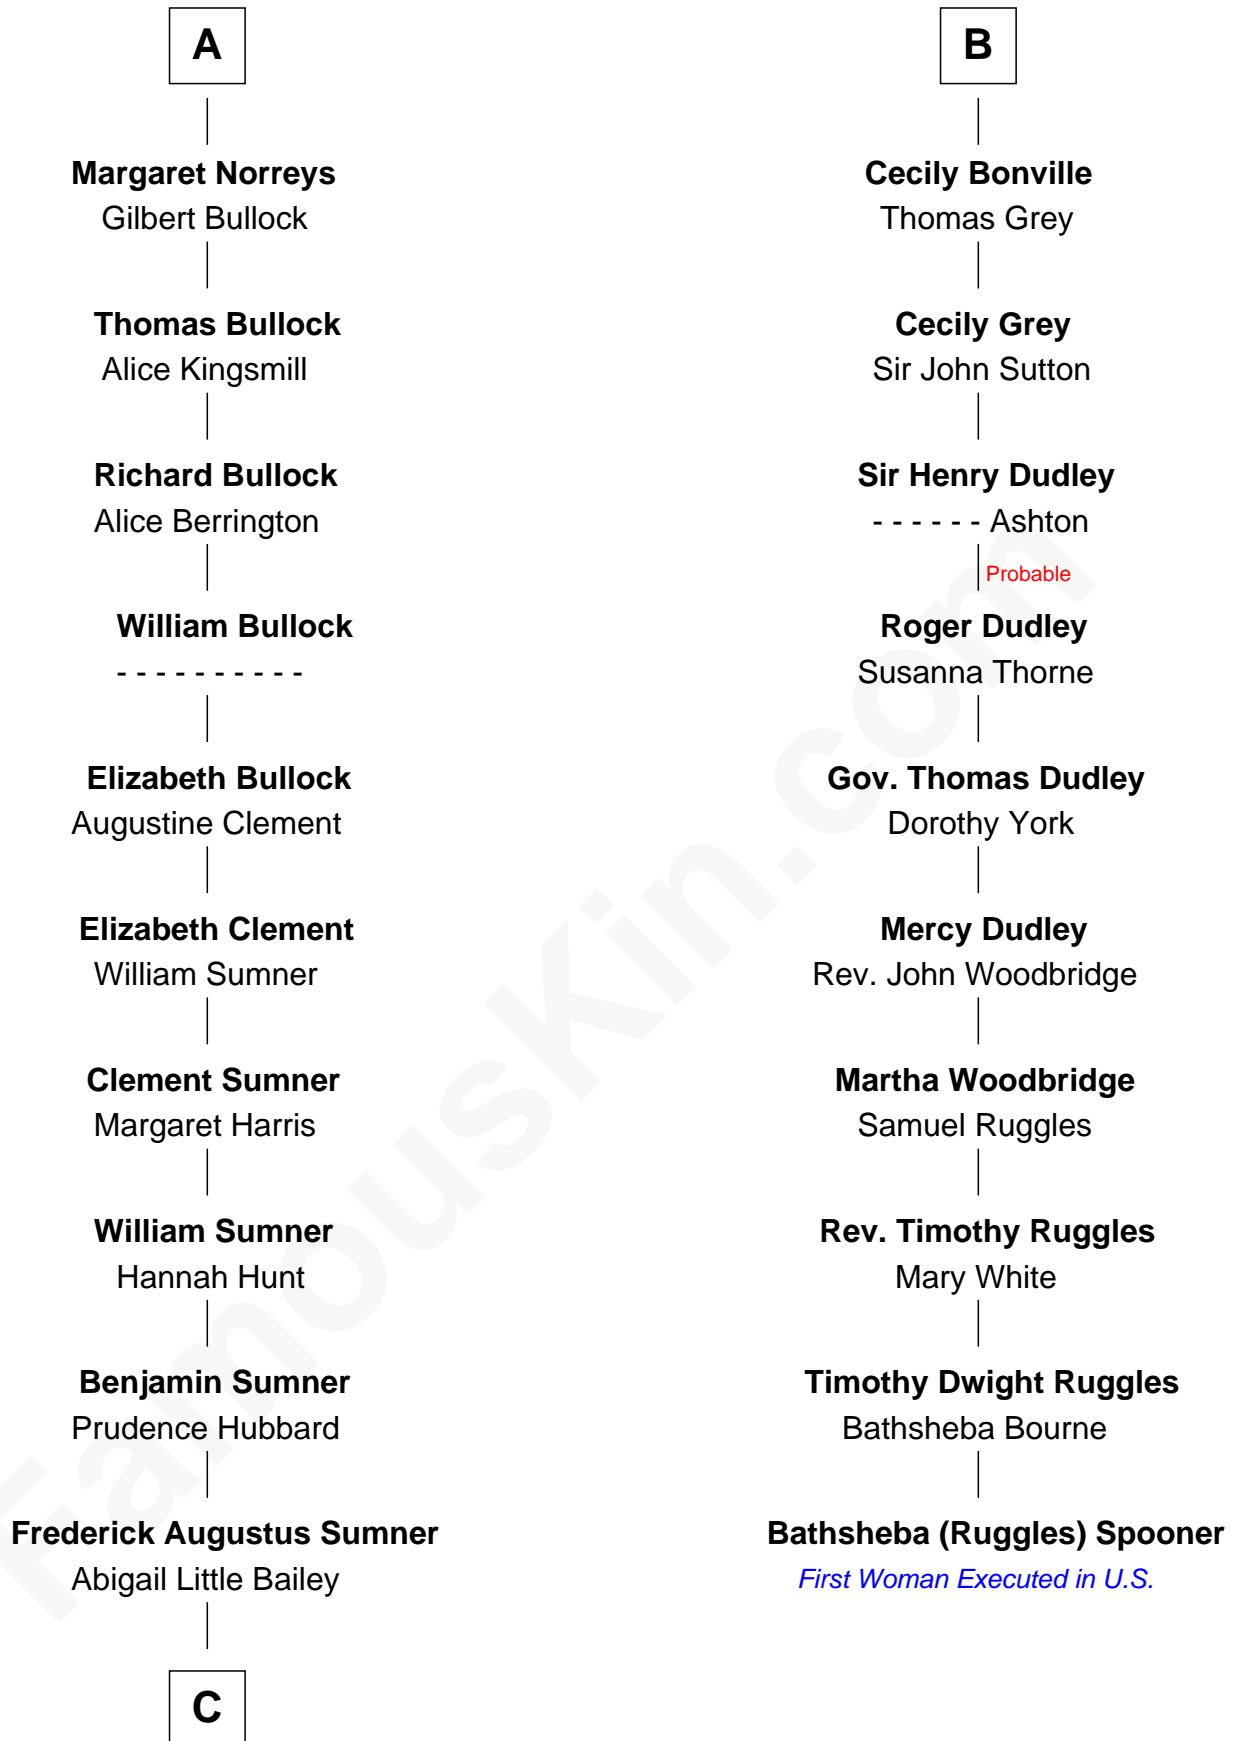 A
Margaret Norreys
Gilbert Bullock
Thomas Bullock
Alice Kingsmill
Richard Bullock
Alice Berrington
William Bullock
- - - - - - - - - -
Elizabeth Bullock
Augustine Clement
Elizabeth Clement
William Sumner
Clement Sumner
Margaret Harris
William Sumner
Hannah Hunt
Benjamin Sumner
Prudence Hubbard
Frederick Augustus Sumner
Abigail Little Bailey
C
B
Cecily Bonville
Thomas Grey
Cecily Grey
Sir John Sutton
Sir Henry Dudley
- - - - - - Ashton
Probable
Roger Dudley
Susanna Thorne
Gov. Thomas Dudley
Dorothy York
Mercy Dudley
Rev. John Woodbridge
Martha Woodbridge
Samuel Ruggles
Rev. Timothy Ruggles
Mary White
Timothy Dwight Ruggles
Bathsheba Bourne
Bathsheba (Ruggles) Spooner
First Woman Executed in U.S.
FamousKin.com